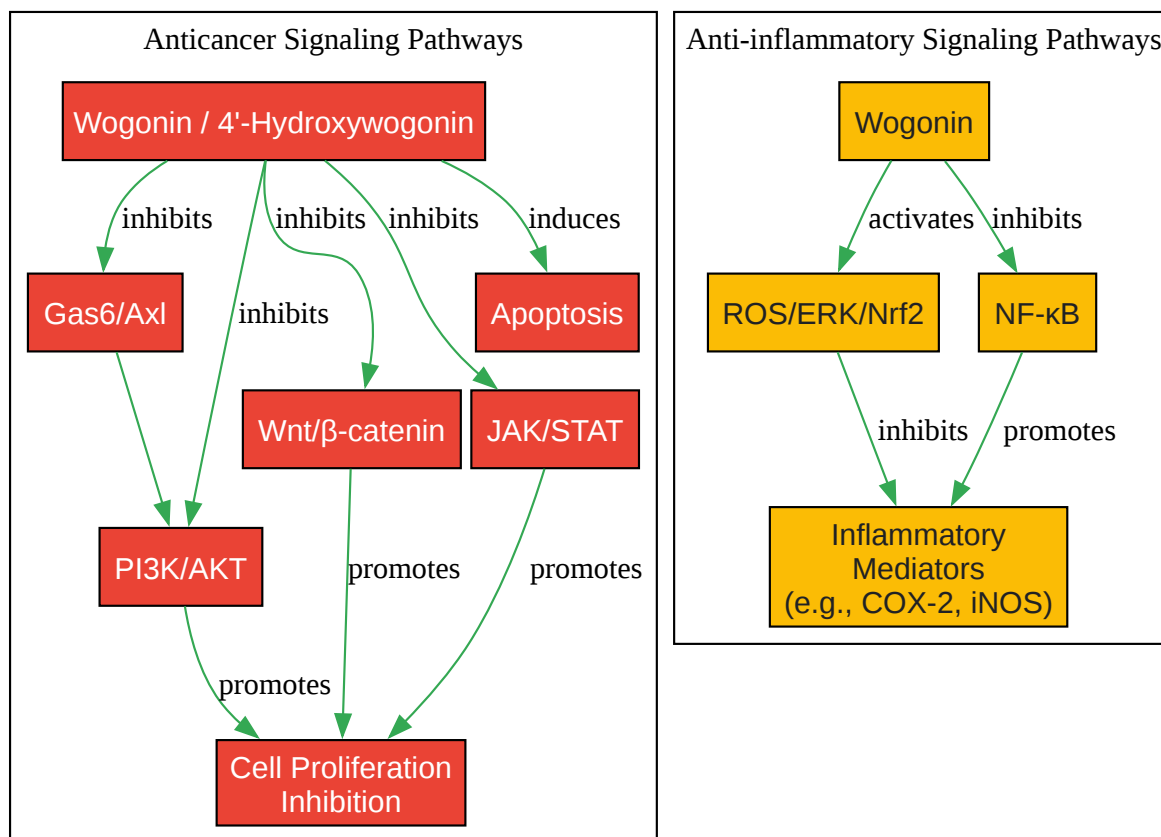 Anticancer Signaling Pathways
Wogonin / 4'-Hydroxywogonin
inhibits
inhibits
inhibits
induces
Gas6/Axl
inhibits
Apoptosis
Wnt/β-catenin
JAK/STAT
PI3K/AKT
promotes
promotes
promotes
Cell Proliferation
Inhibition
Anti-inflammatory Signaling Pathways
Wogonin
activates
inhibits
ROS/ERK/Nrf2
NF-κB
inhibits
promotes
Inflammatory
Mediators
(e.g., COX-2, iNOS)